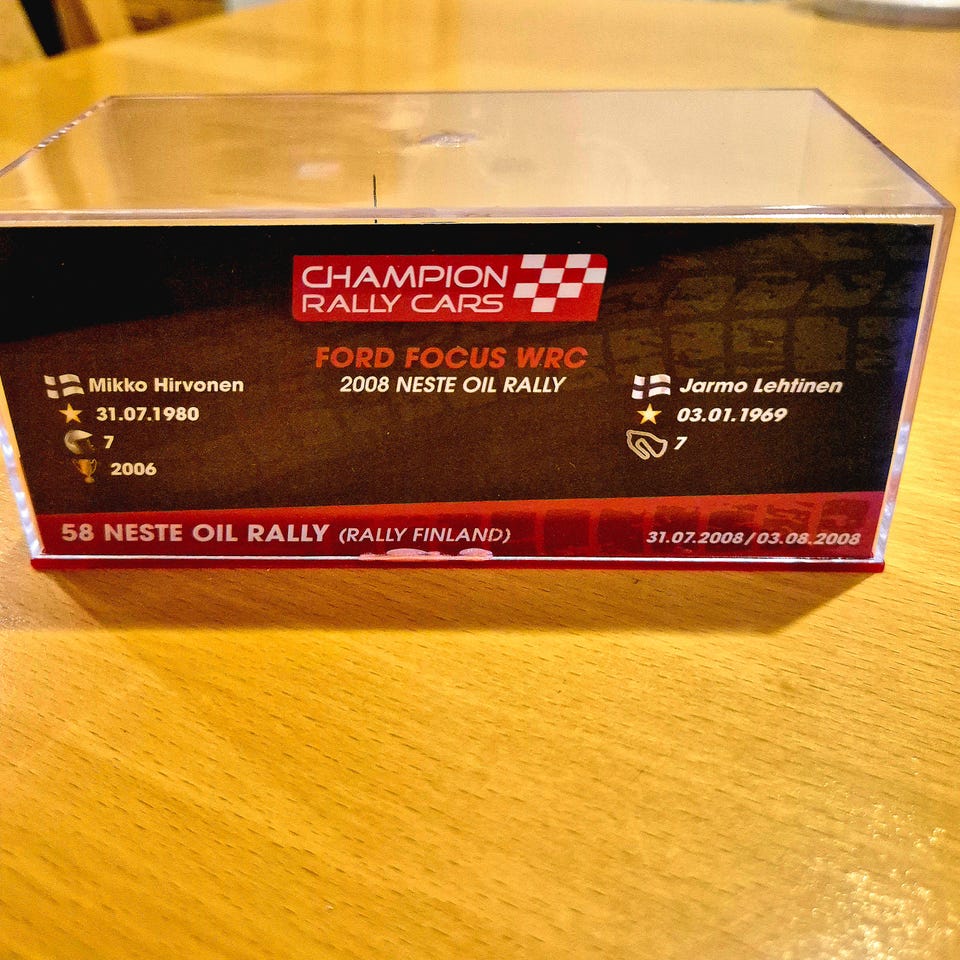 CHAMPION
RALLY CARS
FORD FOCUS WRC
2008 NESTE OIL RALLY
Mikko Hirvonen
31.07.1980
7
2006
Jarmo Lehtinen
03.01.1969
7
58 NESTE OIL RALLY (RALLY FINLAND)
31.07.2008/03.08.2008